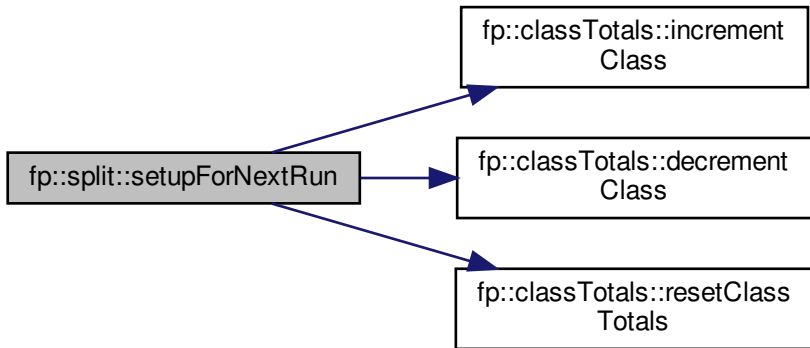 fp::classTotals::increment
Class
fp::split::setupForNextRun
fp::classTotals::decrement
Class
fp::classTotals::resetClass
Totals